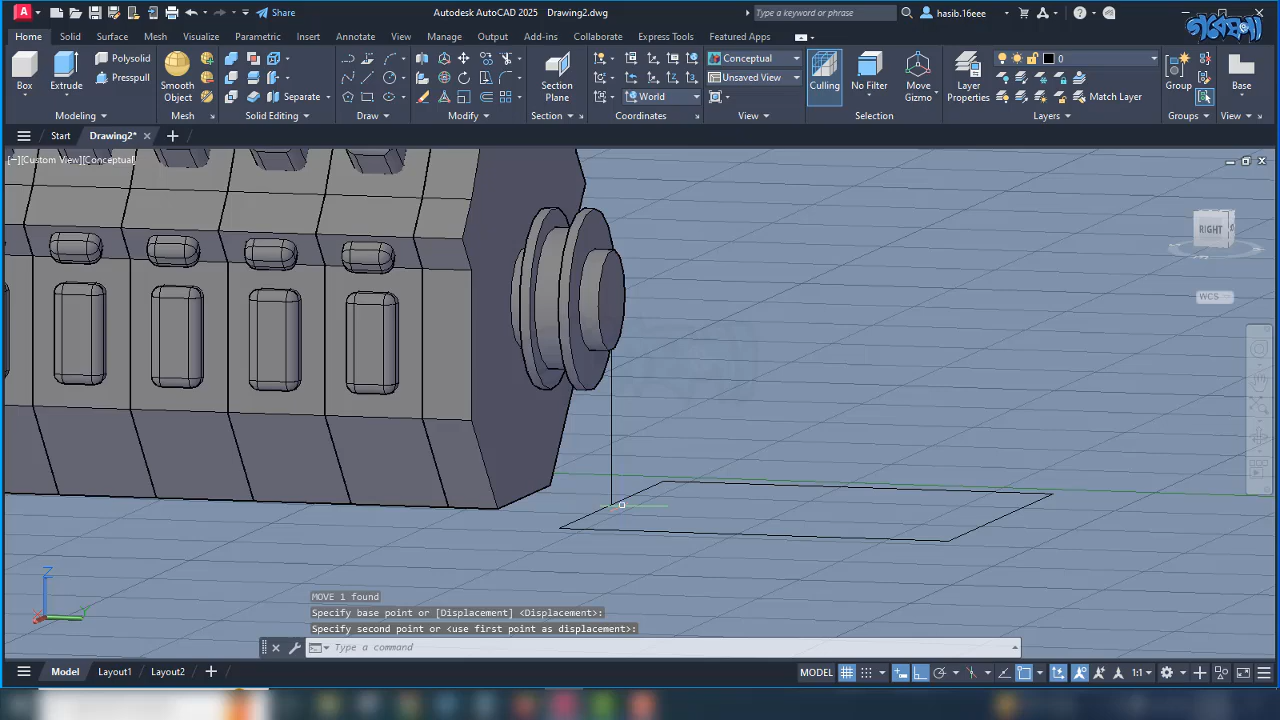 Share
Autodesk AutoCAD 2025 Drawing2.dwg
Type a keyword or phrase
hasib.16eee
গবেষণা
Home Solid Surface Mesh Visualize Parametric Insert Annotate View Manage Output Add-ins Collaborate Express Tools Featured Apps
Polysolid
Presspull
Box
Extrude
Smooth
Object
Separate
Section
Plane
World
Conceptual
Unsaved View
Culling
No Filter
Move
Gizmo
Layer
Properties
0
Match Layer
Group
Base
Modeling Mesh Solid Editing Draw Modify Section Coordinates View Selection Layers Groups View
Start Drawing2*
[−][Custom View][Conceptual]
RIGHT
WCS
Z
X
Y
MOVE 1 found
Specify base point or [Displacement] <Displacement>:
Specify second point or <use first point as displacement>:
Type a command
Model Layout1 Layout2
MODEL
1:1